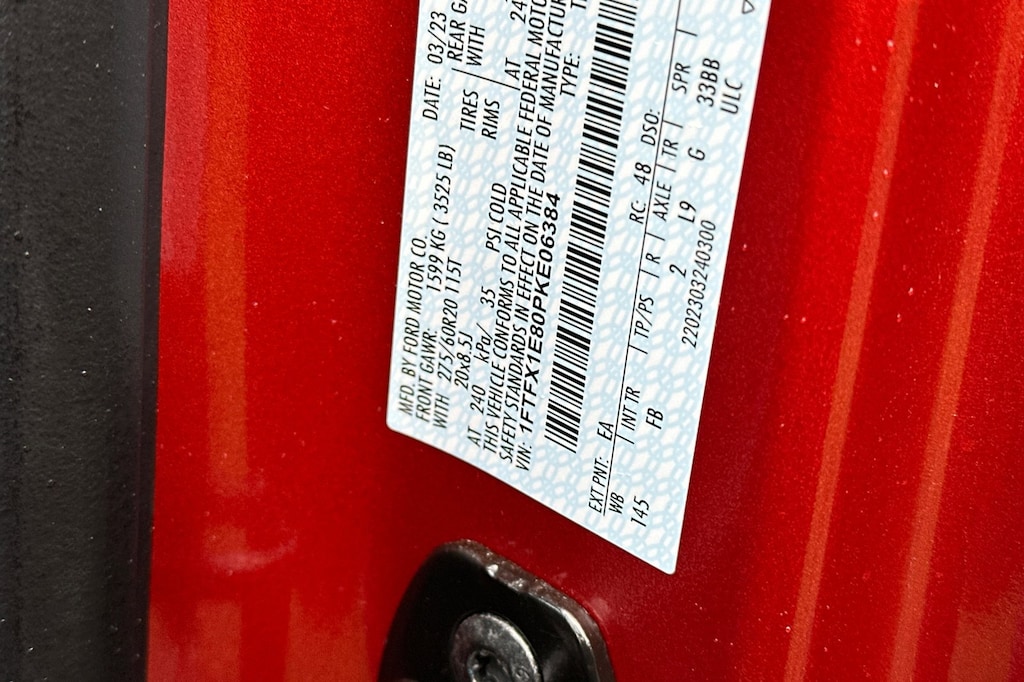 MFD. BY FORD MOTOR CO.
DATE: 03/23
FRONT GAWR: 1599 KG ( 3525 LB)
REAR
WITH 275/60R20 115T
TIRES
WITH
20x8.5J
RIMS
AT 240 kPa/ 35 PSI COLD
AT 24
THIS VEHICLE CONFORMS TO ALL APPLICABLE FEDERAL
SAFETY STANDARDS IN EFFECT ON THE DATE OF
VIN: 1FTFX1E80PKE06384
TYPE:
EXT PNT: EA
RC: 48
DSO:
WB | INT TR | TP/PS | R | AXLE | TR | SPR |
145 FB 2 L9 G 33BB
2202303240300
ULC